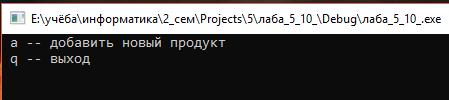 E:\учёба\информатика\2_сем\Projects\5\лаба_5_10_\Debug\лаба_5_10_.exe
a -- добавить новый продукт
q -- выход